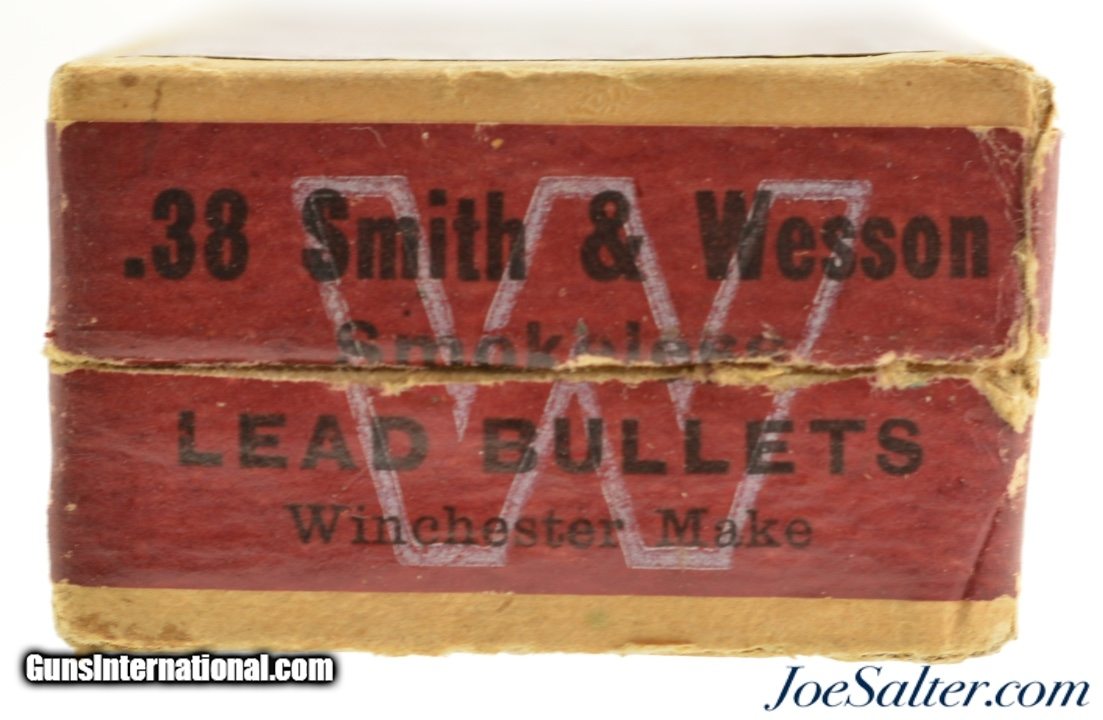 .38 Smith & Wesson
Smokeless
LEAD BULLETS
Winchester Make
W
GunsInternational.com
JoeSalter.com